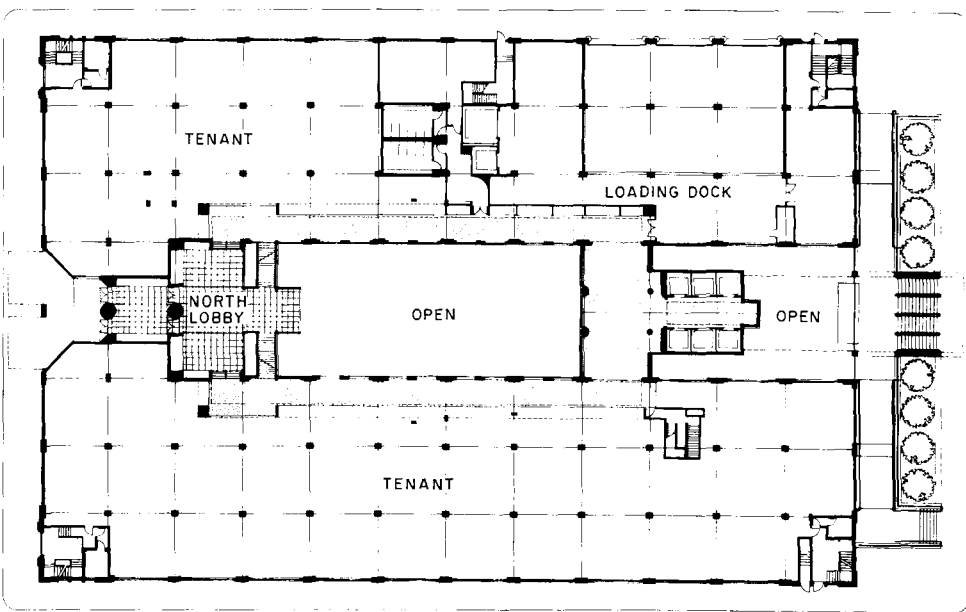 TENANT
LOADING DOCK
NORTH
LOBBY
OPEN
OPEN
TENANT